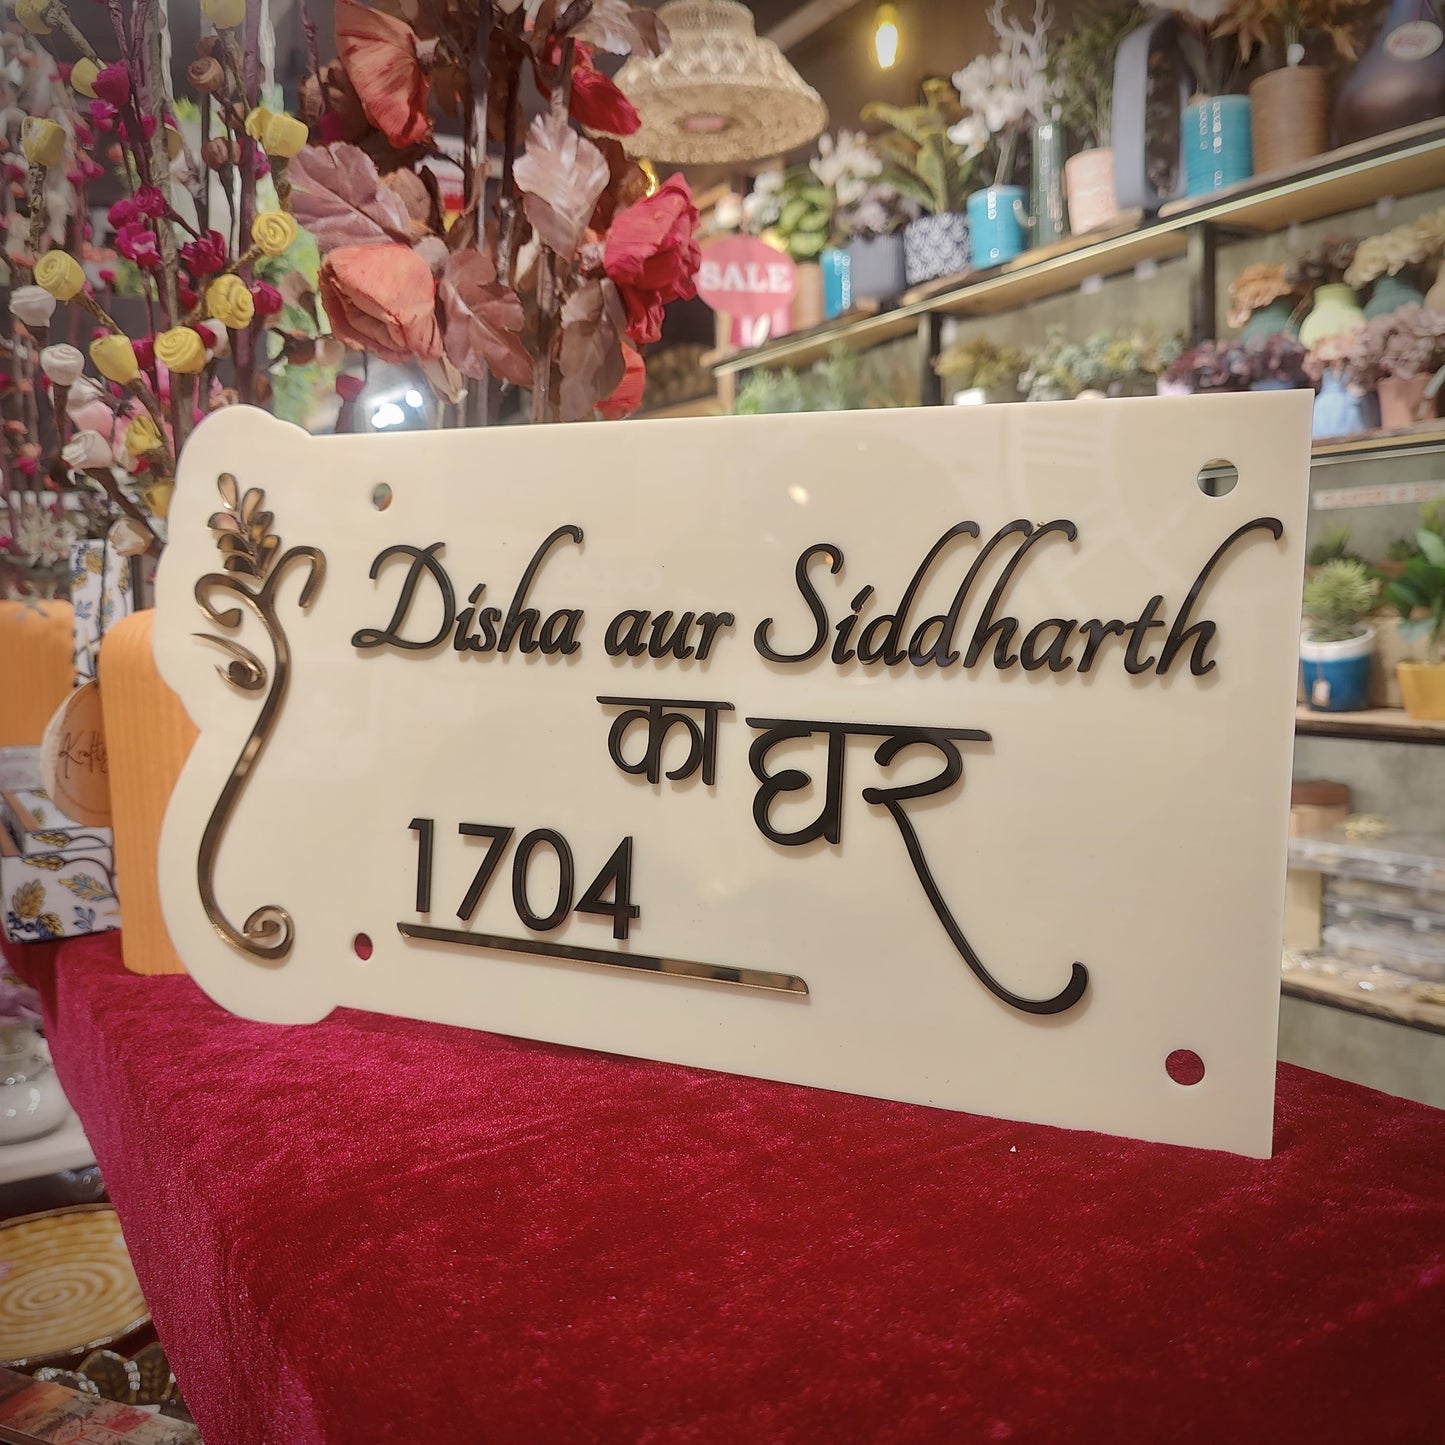 SALE
Disha aur Siddharth
का घर
1704